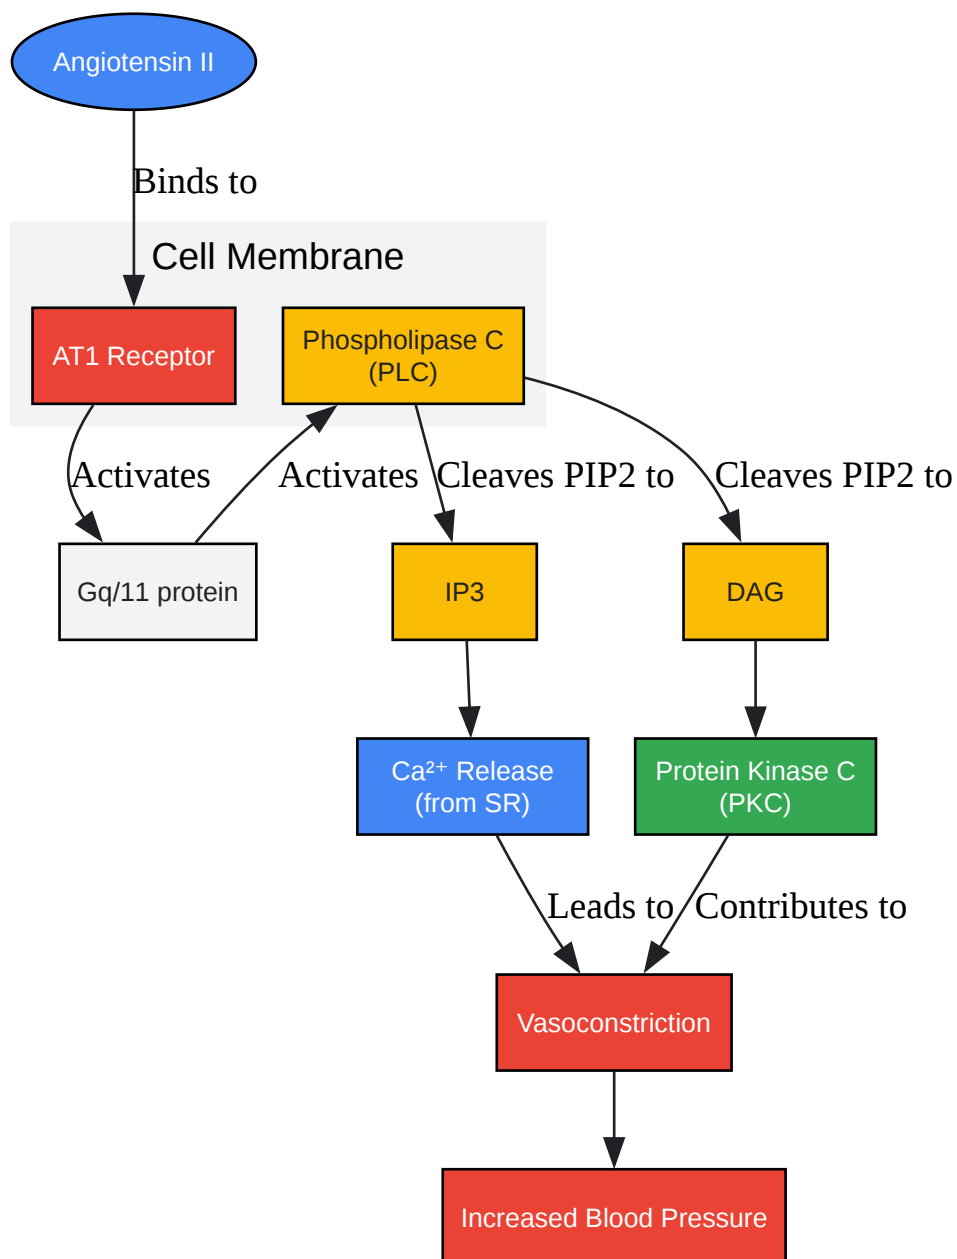 Angiotensin II
Binds to
Cell Membrane
AT1 Receptor
Phospholipase C
(PLC)
Activates
Activates
Cleaves PIP2 to
Cleaves PIP2 to
Gq/11 protein
IP3
DAG
Ca²⁺ Release
(from SR)
Protein Kinase C
(PKC)
Leads to
Contributes to
Vasoconstriction
Increased Blood Pressure